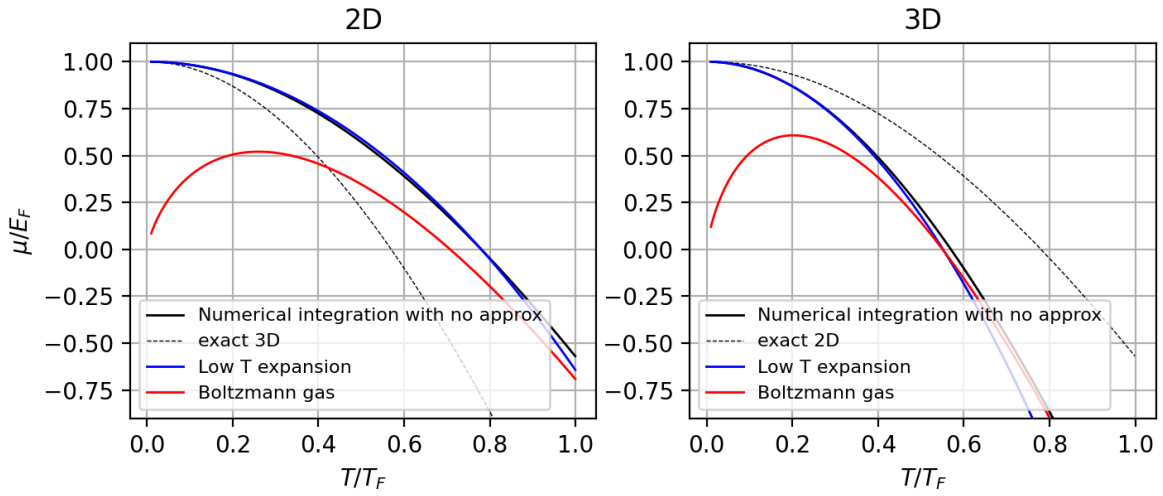 2D
1.00
0.75
0.50
0.25
0.00
−0.25
−0.50
−0.75
μ/E_F
Numerical integration with no approx
exact 3D
Low T expansion
Boltzmann gas
0.0 0.2 0.4 0.6 0.8 1.0
T/T_F
3D
1.00
0.75
0.50
0.25
0.00
−0.25
−0.50
−0.75
Numerical integration with no approx
exact 2D
Low T expansion
Boltzmann gas
0.0 0.2 0.4 0.6 0.8 1.0
T/T_F